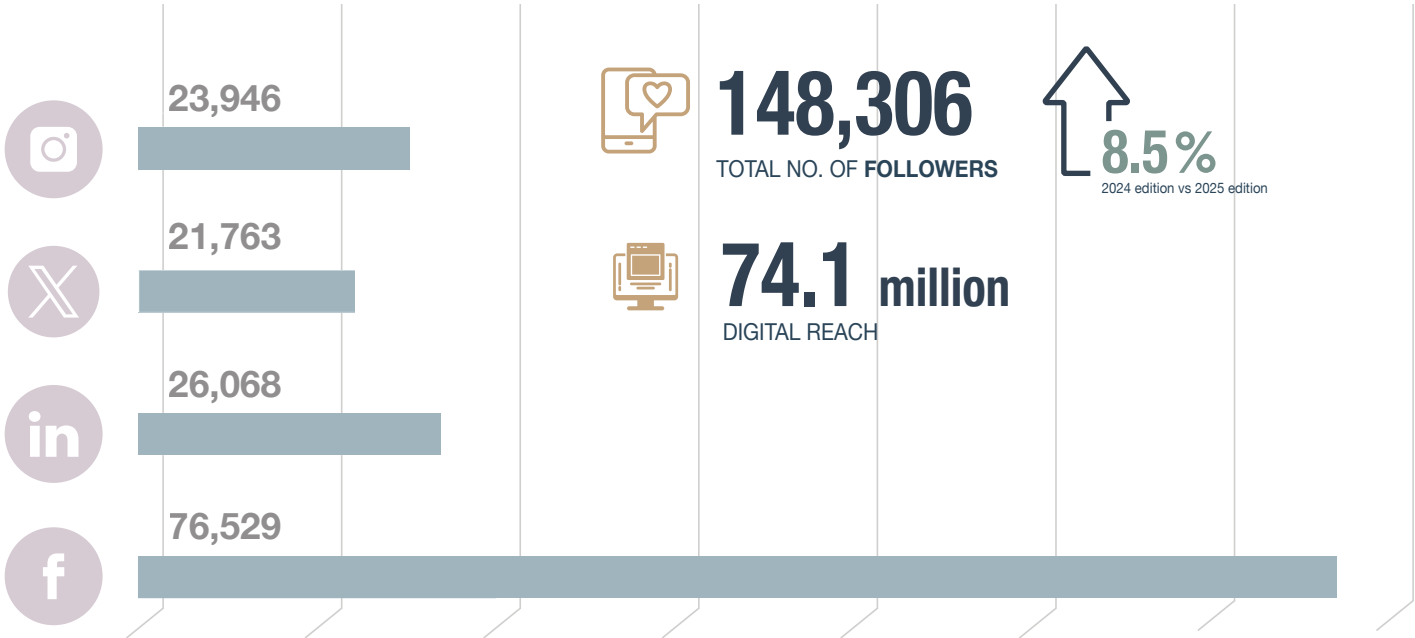 23,946
21,763
26,068
76,529
148,306
TOTAL NO. OF FOLLOWERS
8.5%
2024 edition vs 2025 edition
74.1 million
DIGITAL REACH
X
in
f